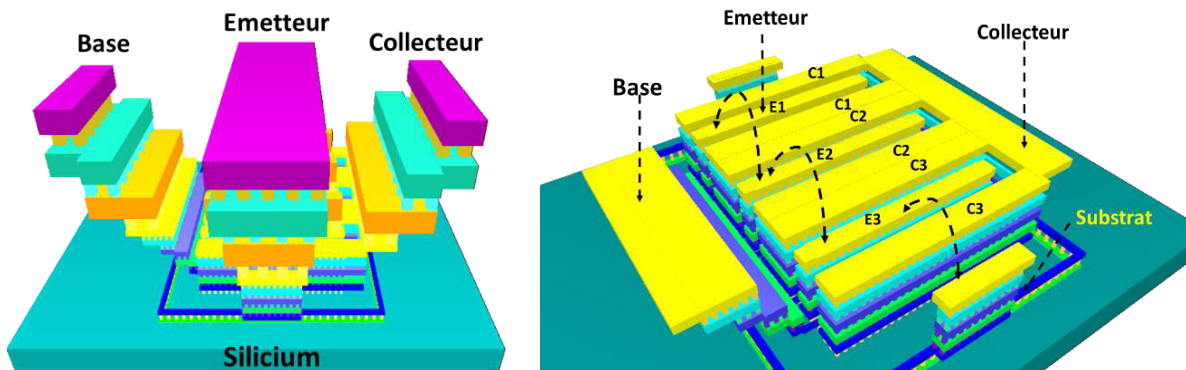 Emetteur
Base
Collecteur
Silicium
Emetteur
Collecteur
Base
C1
E1
C1
C2
E2
C2
C3
E3
C3
Substrat